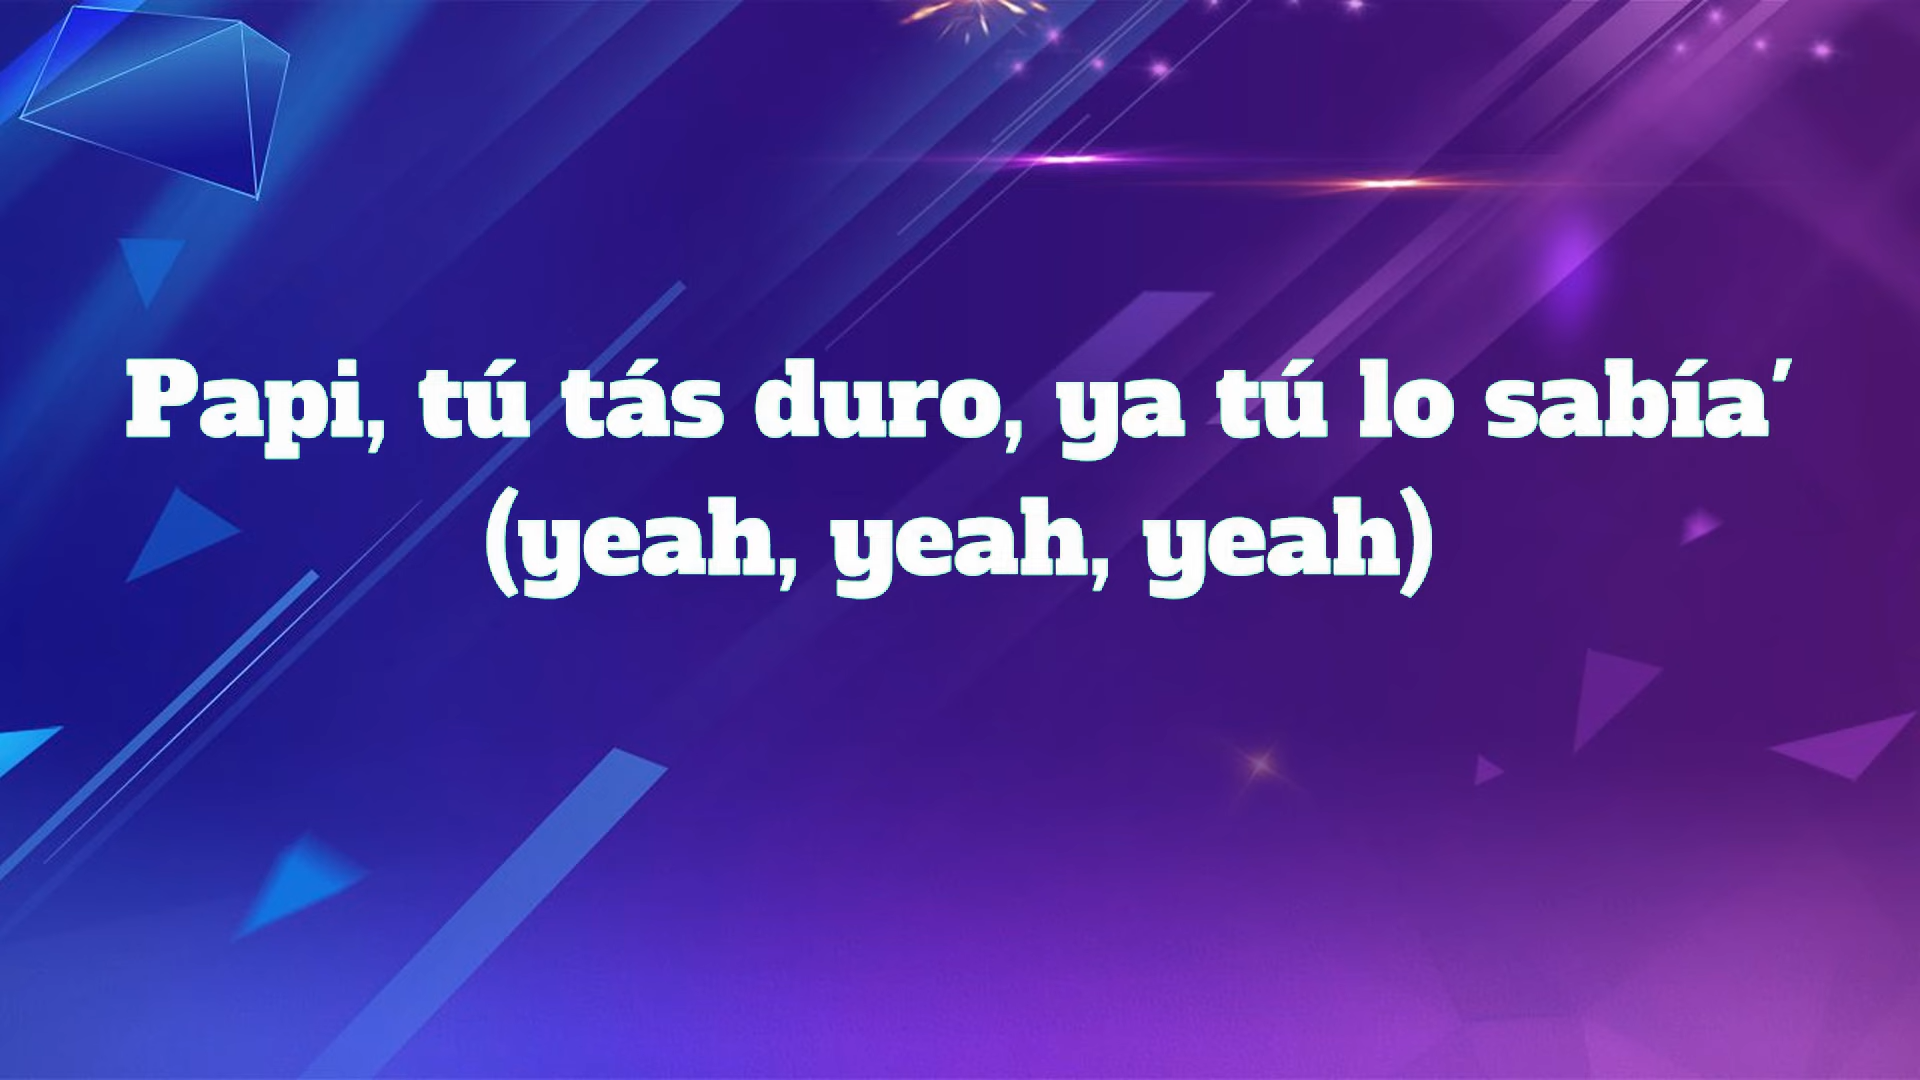 Papi, tú tás duro, ya tú lo sabía’
(yeah, yeah, yeah)